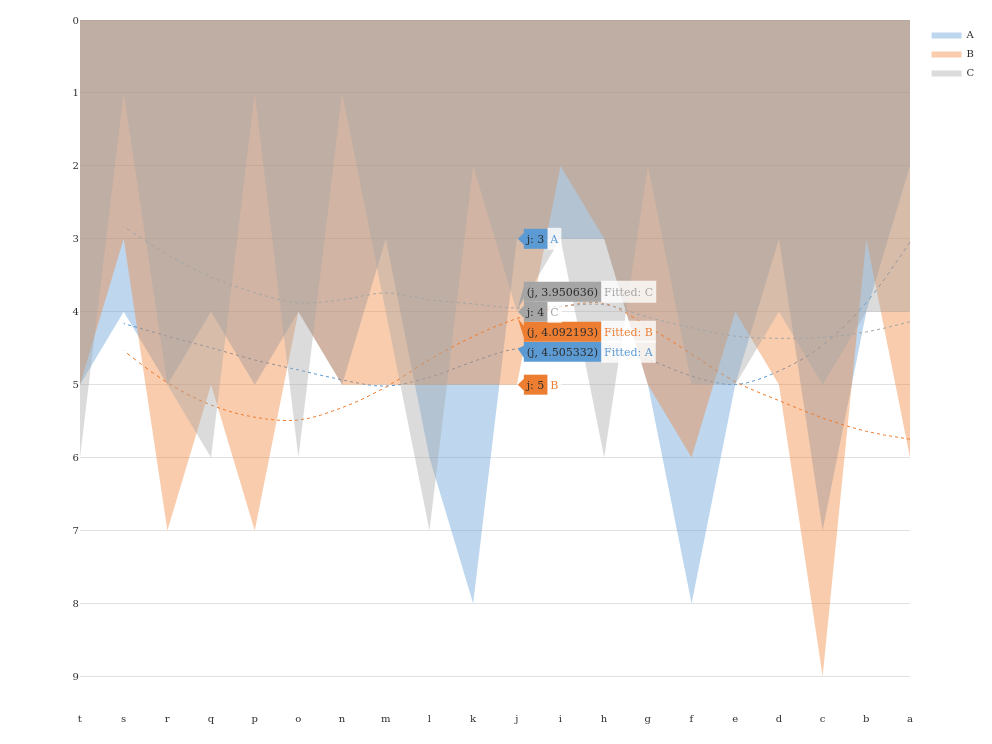 0
A
B
C
1
2
3
j: 3 A
(j, 3.950636) Fitted: C
4
j: 4 C
(j, 4.092193) Fitted: B
(j, 4.505332) Fitted: A
5
j: 5 B
6
7
8
9
t s r q p o n m l k j i h g f e d c b a